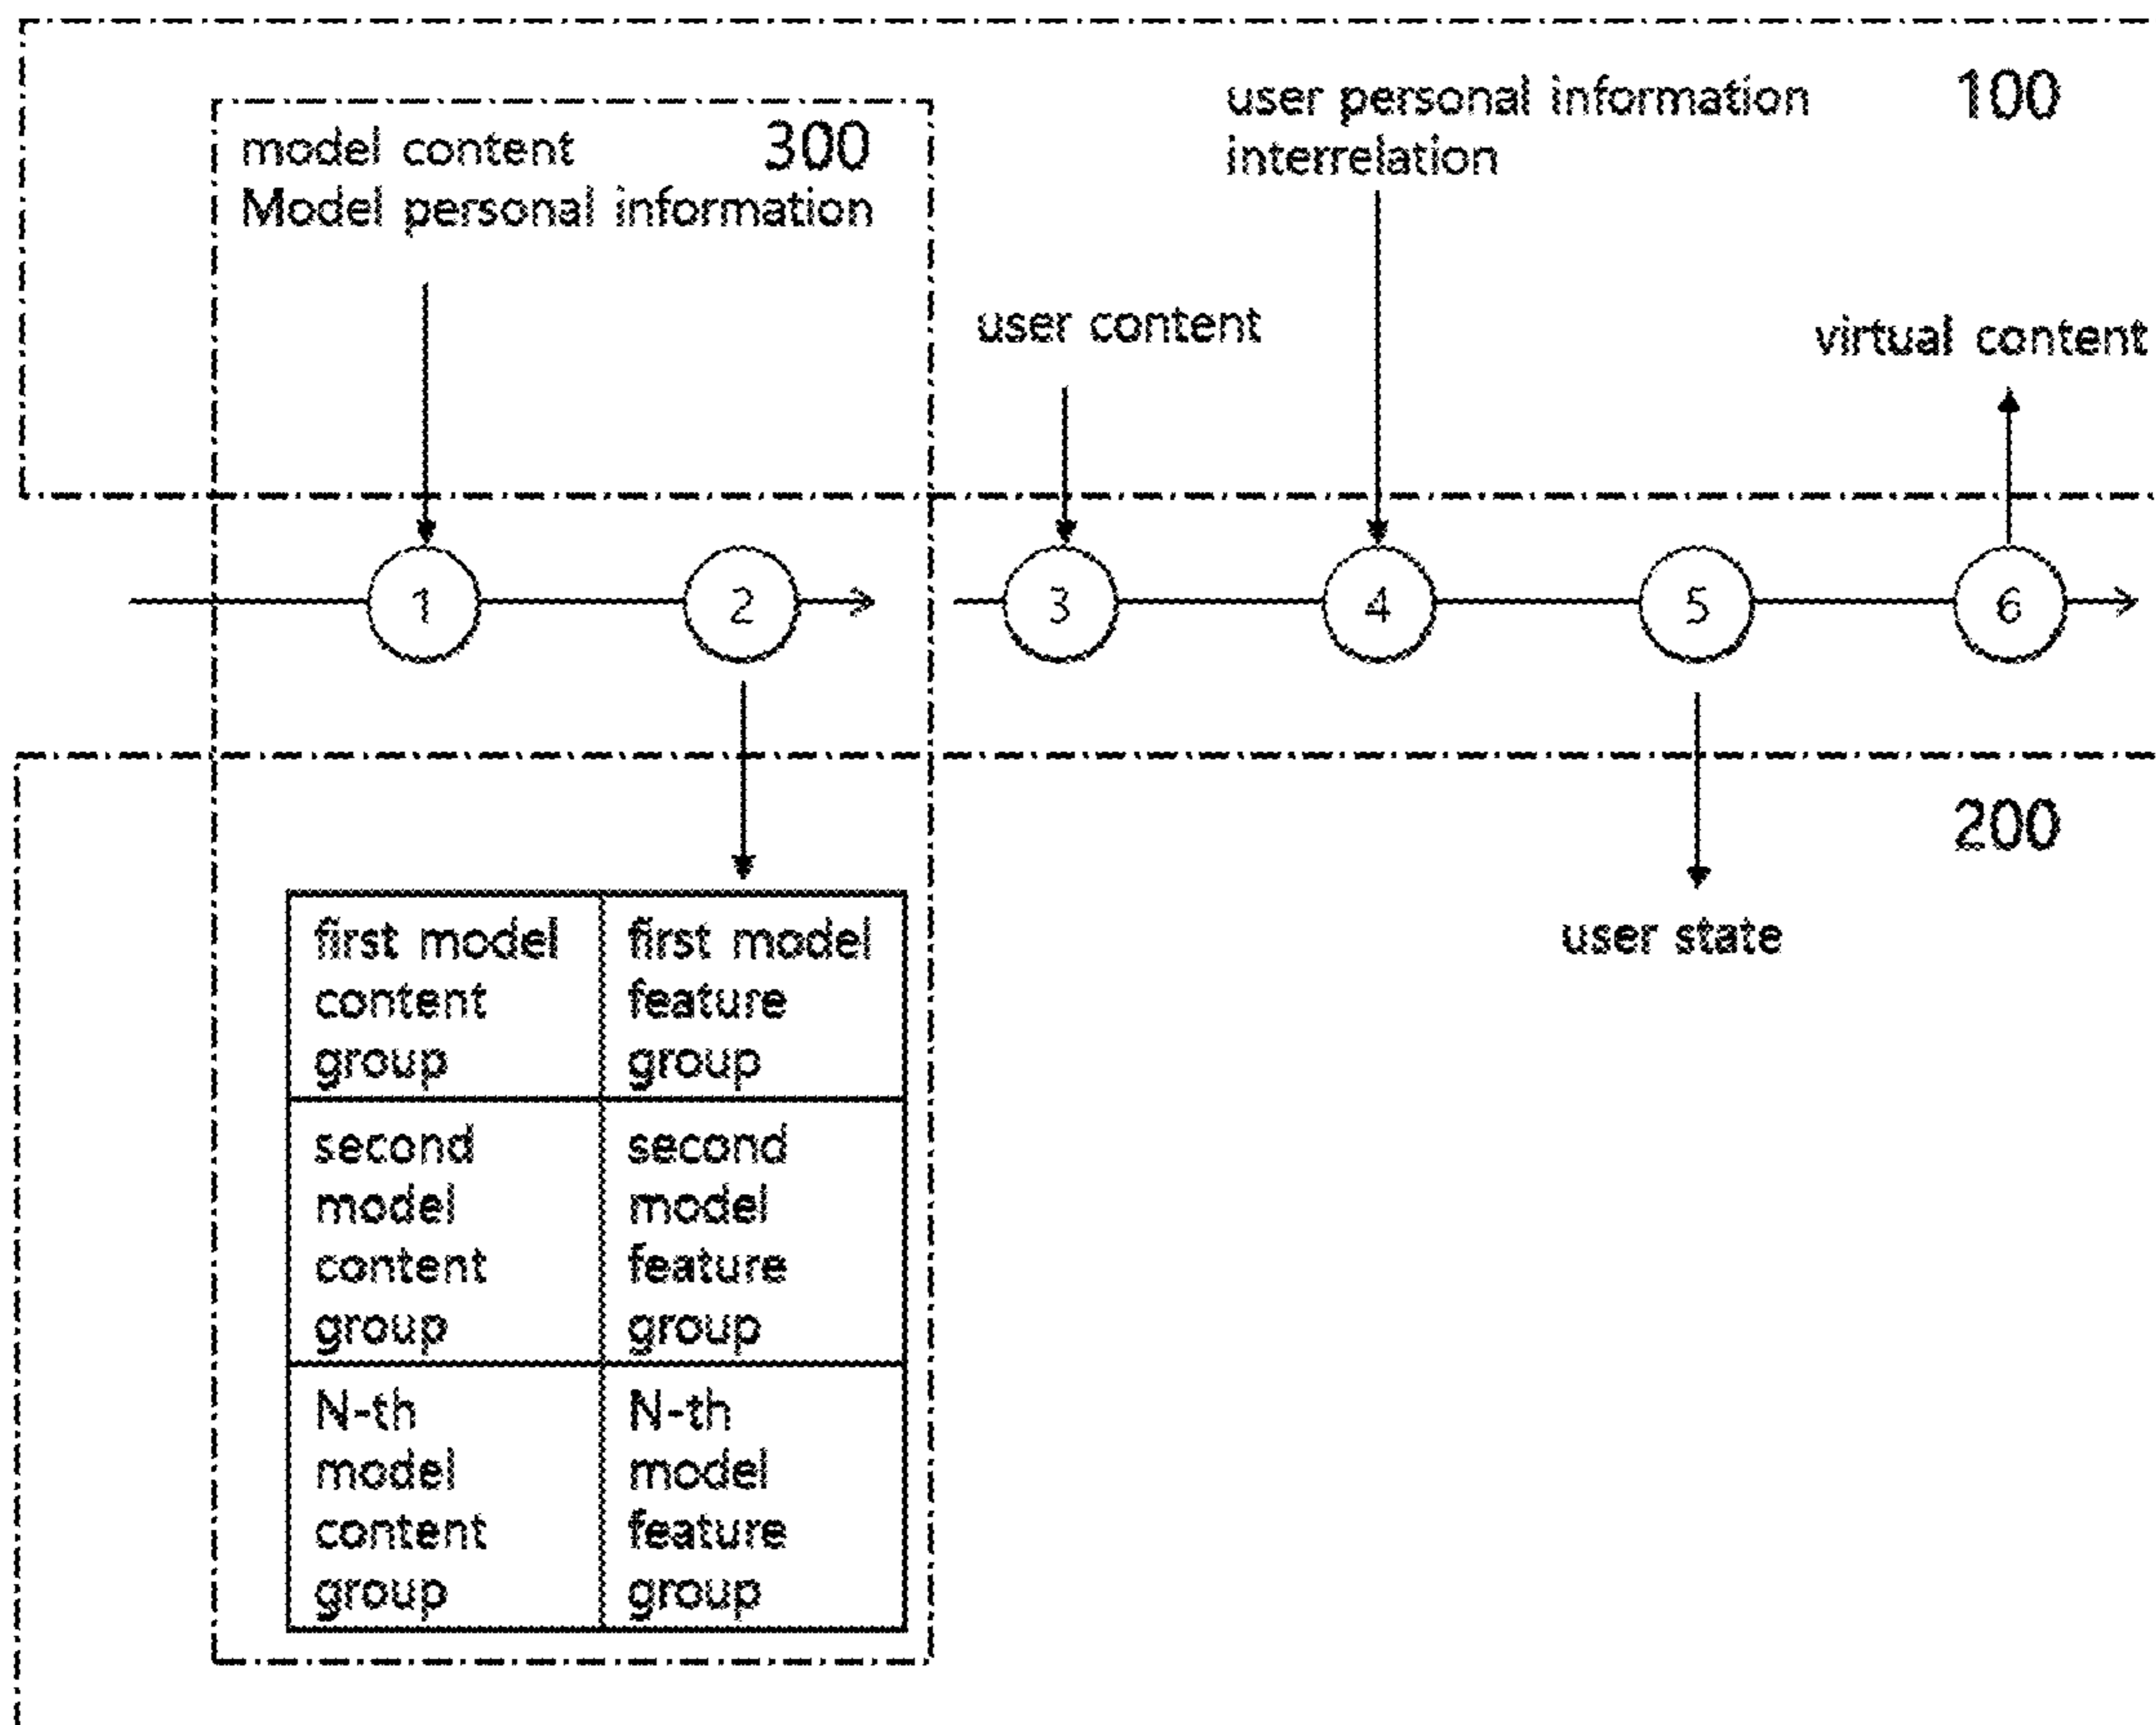 100
user personal information
interrelation
300
model content
Model personal information
user content
virtual content
1
2
3
4
5
6
200
first model
content
group
first model
feature
group
user state
second
model
content
group
second
model
feature
group
N-th
model
content
group
N-th
model
feature
group